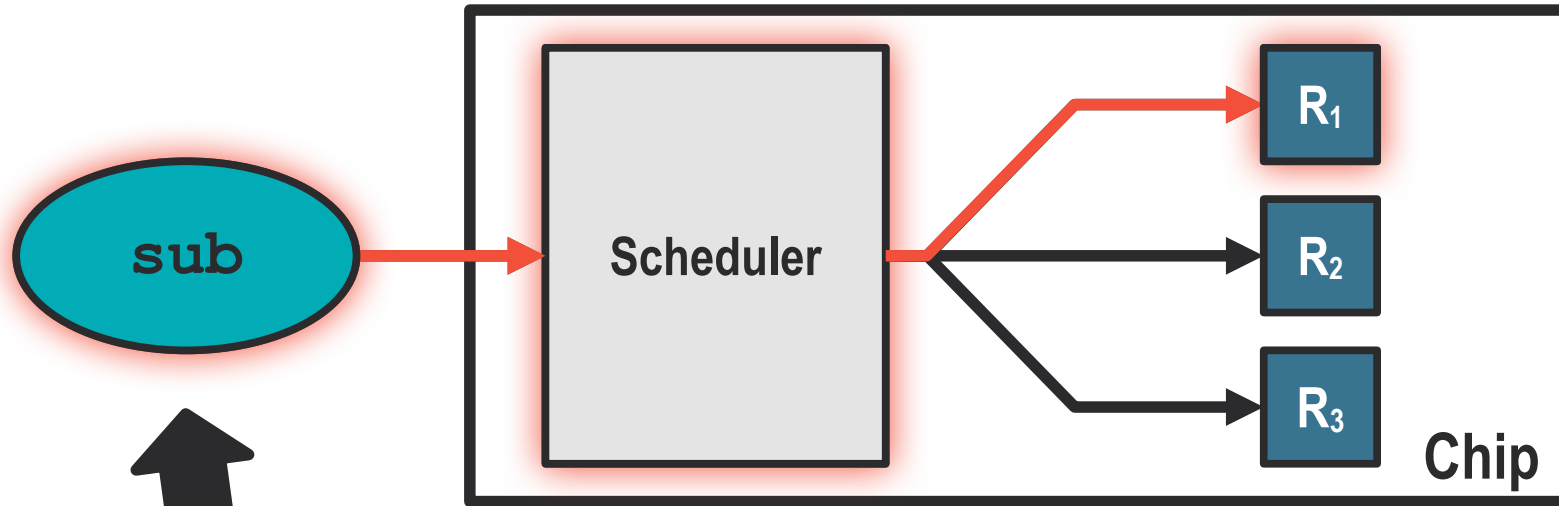 sub
Scheduler
R₁
R₂
R₃
Chip